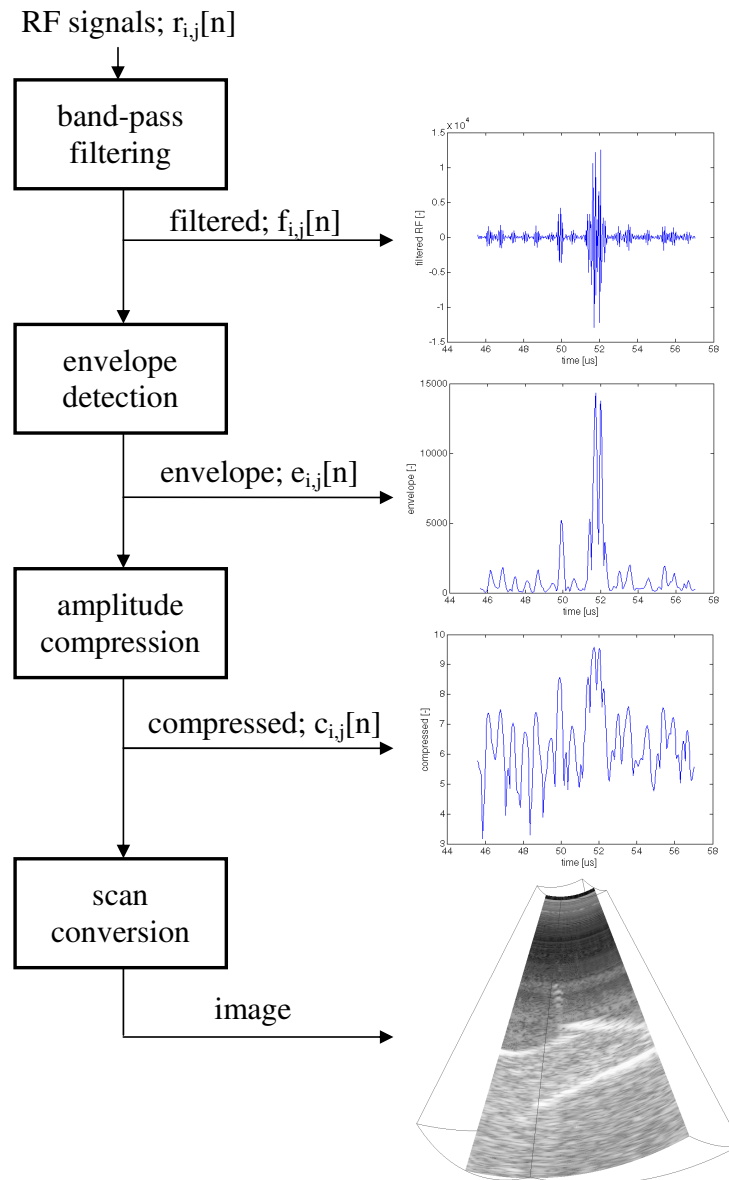 RF signals; r_{i,j}[n]
band-pass
filtering
filtered; f_{i,j}[n]
x 10^4
1.5
1
0.5
0
-0.5
-1
-1.5
filtered RF [-]
44 46 48 50 52 54 56 58
time [us]
envelope
detection
envelope; e_{i,j}[n]
15000
10000
5000
0
envelope [-]
44 46 48 50 52 54 56 58
time [us]
amplitude
compression
compressed; c_{i,j}[n]
10
9
8
7
6
5
4
3
compressed [-]
44 46 48 50 52 54 56 58
time [us]
scan
conversion
image